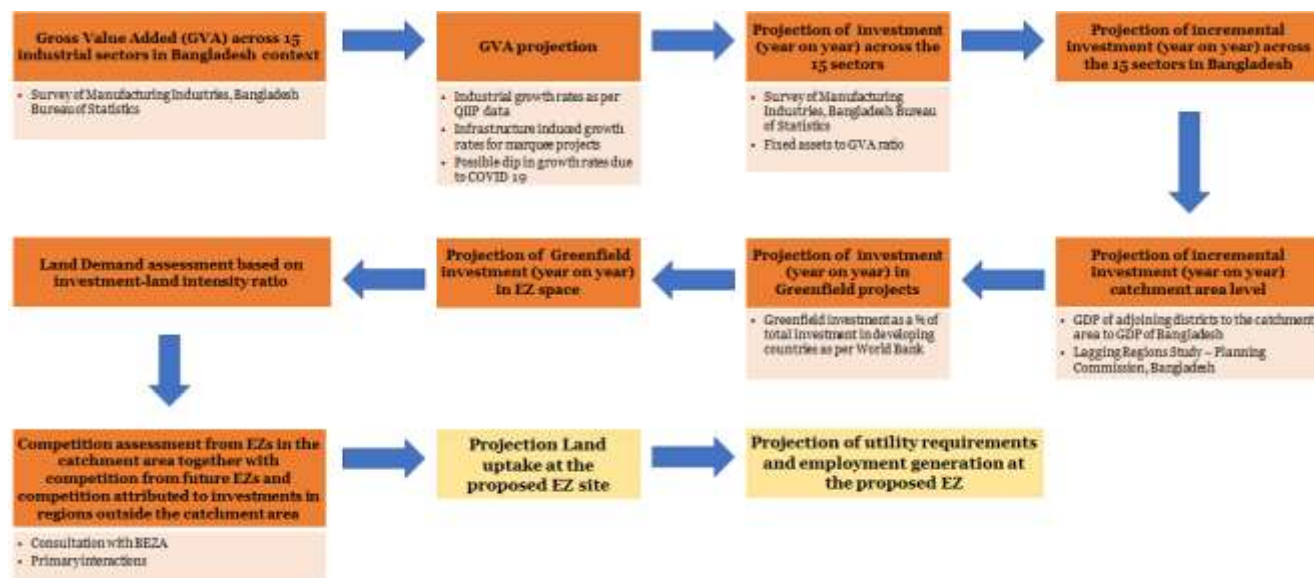 Gross Value Added (GVA) across 15
industrial sectors in Bangladesh context
• Survey of Manufacturing Industries, Bangladesh
Bureau of Statistics
GVA projection
• Industrial growth rates as per
QIIP data
• Infrastructure induced growth
rates for marquee projects
• Possible dip in growth rates due
to COVID 19
Projection of investment
(year on year) across the
15 sectors
• Survey of Manufacturing
Industries, Bangladesh Bureau
of Statistics
• Fixed assets to GVA ratio
Projection of incremental
investment (year on year) across
the 15 sectors in Bangladesh
Projection of incremental
investment (year on year)
catchment area level
• GDP of adjoining districts to the catchment
area to GDP of Bangladesh
• Lagging Regions Study – Planning
Commission, Bangladesh
Projection of investment
(year on year) in
Greenfield projects
• Greenfield investment as a % of
total investment in developing
countries as per World Bank
Projection of Greenfield
investment (year on year)
in EZ space
Land Demand assessment based on
investment-land intensity ratio
Competition assessment from EZs in the
catchment area together with
competition from future EZs and
competition attributed to investments in
regions outside the catchment area
• Consultation with BEZA
• Primary interactions
Projection Land
uptake at the
proposed EZ site
Projection of utility requirements
and employment generation at
the proposed EZ